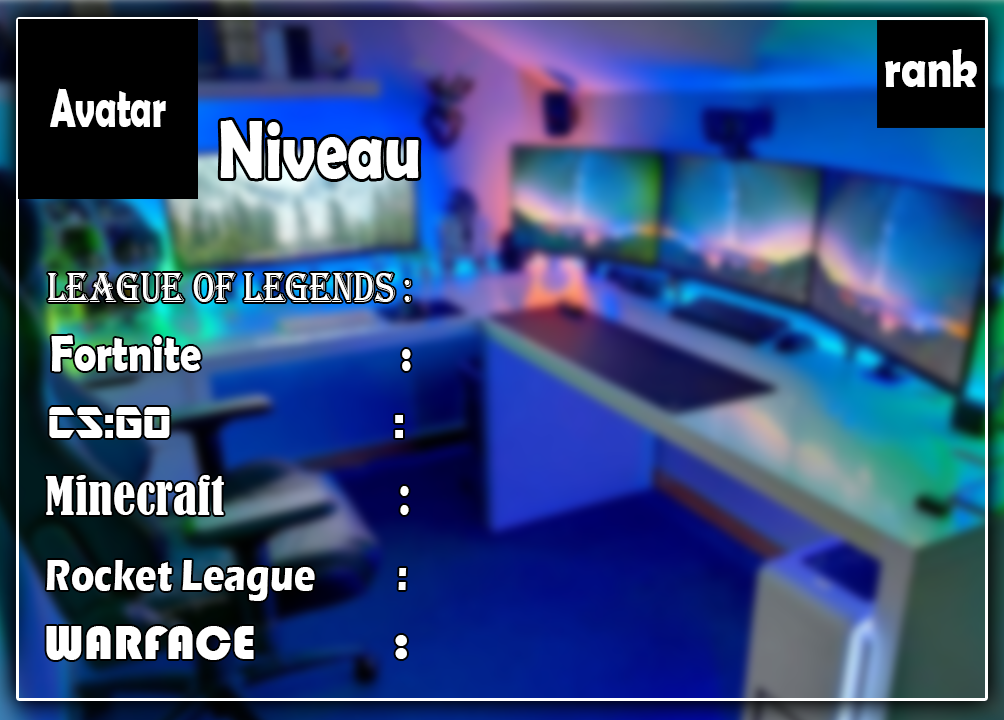 Avatar
rank
Niveau
LEAGUE OF LEGENDS :
Fortnite :
CS:GO :
Minecraft :
Rocket League :
WARFACE :